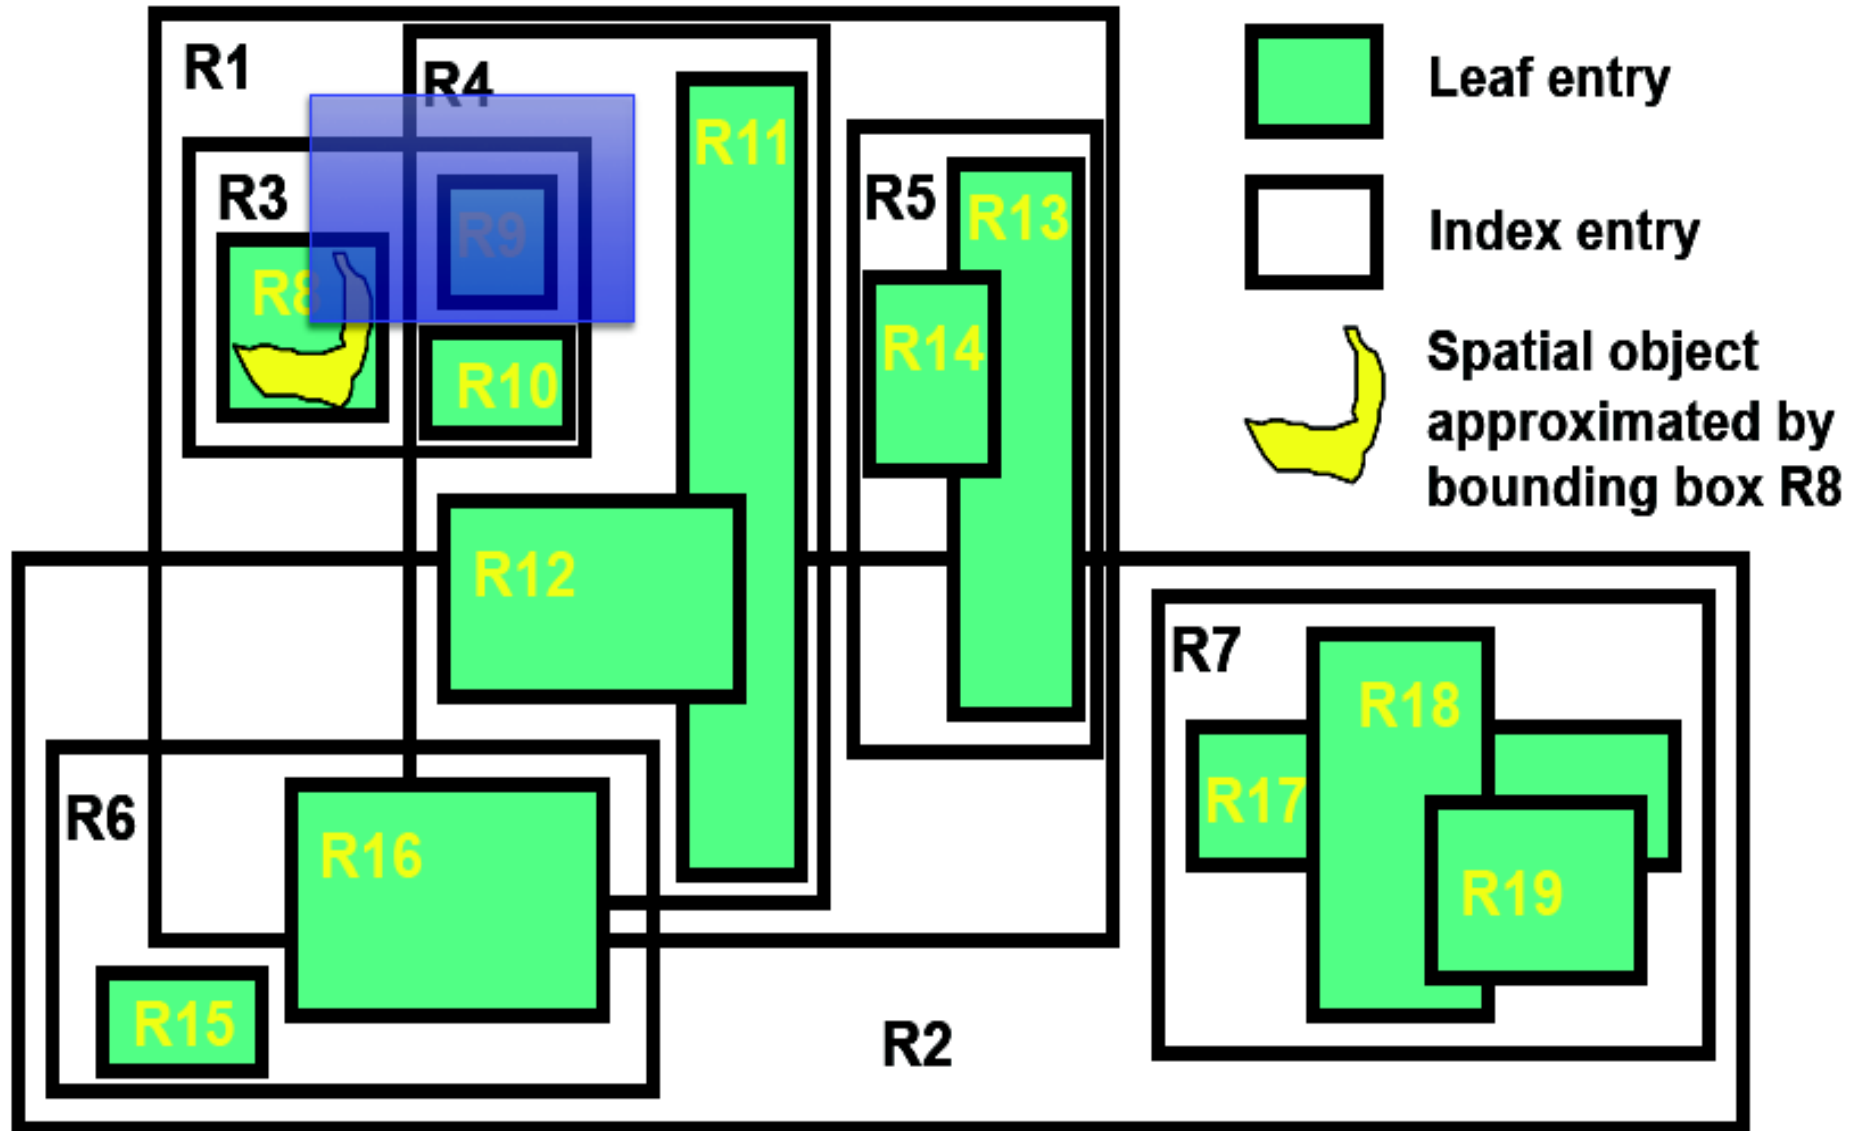 R1
R4
R11
R3
R9
R5
R13
R8
R14
R10
R12
R7
R18
R17
R6
R16
R19
R15
R2
Leaf entry
Index entry
Spatial object
approximated by
bounding box R8